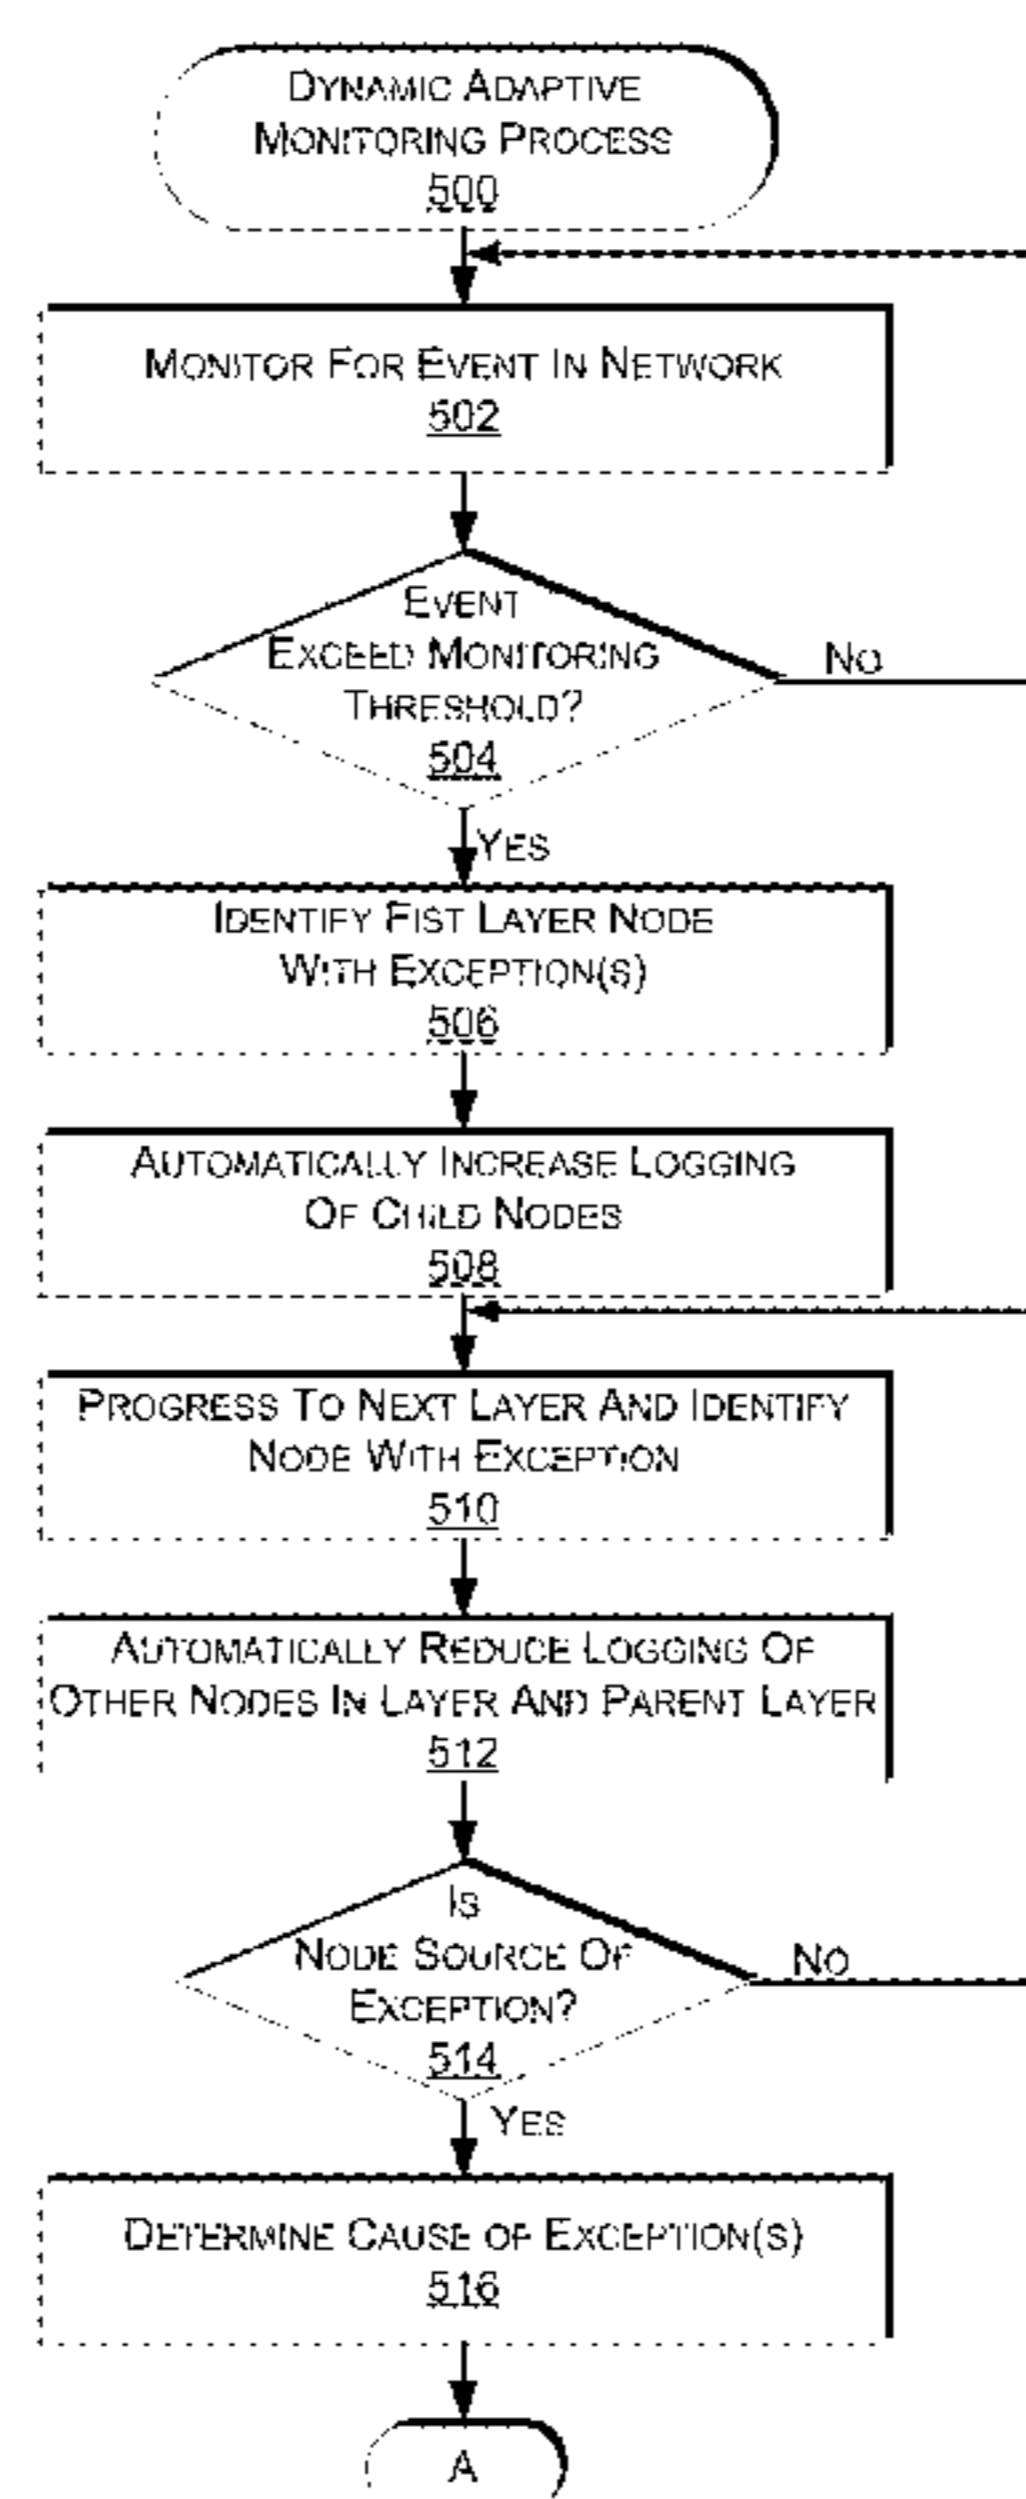 DYNAMIC ADAPTIVE
MONITORING PROCESS
500
MONITOR FOR EVENT IN NETWORK
502
EVENT
EXCEED MONITORING
THRESHOLD?
504
NO
YES
IDENTIFY FIST LAYER NODE
WITH EXCEPTION(S)
506
AUTOMATICALLY INCREASE LOGGING
OF CHILD NODES
508
PROGRESS TO NEXT LAYER AND IDENTIFY
NODE WITH EXCEPTION
510
AUTOMATICALLY REDUCE LOGGING OF
OTHER NODES IN LAYER AND PARENT LAYER
512
IS
NODE SOURCE OF
EXCEPTION?
514
NO
YES
DETERMINE CAUSE OF EXCEPTION(S)
516
A